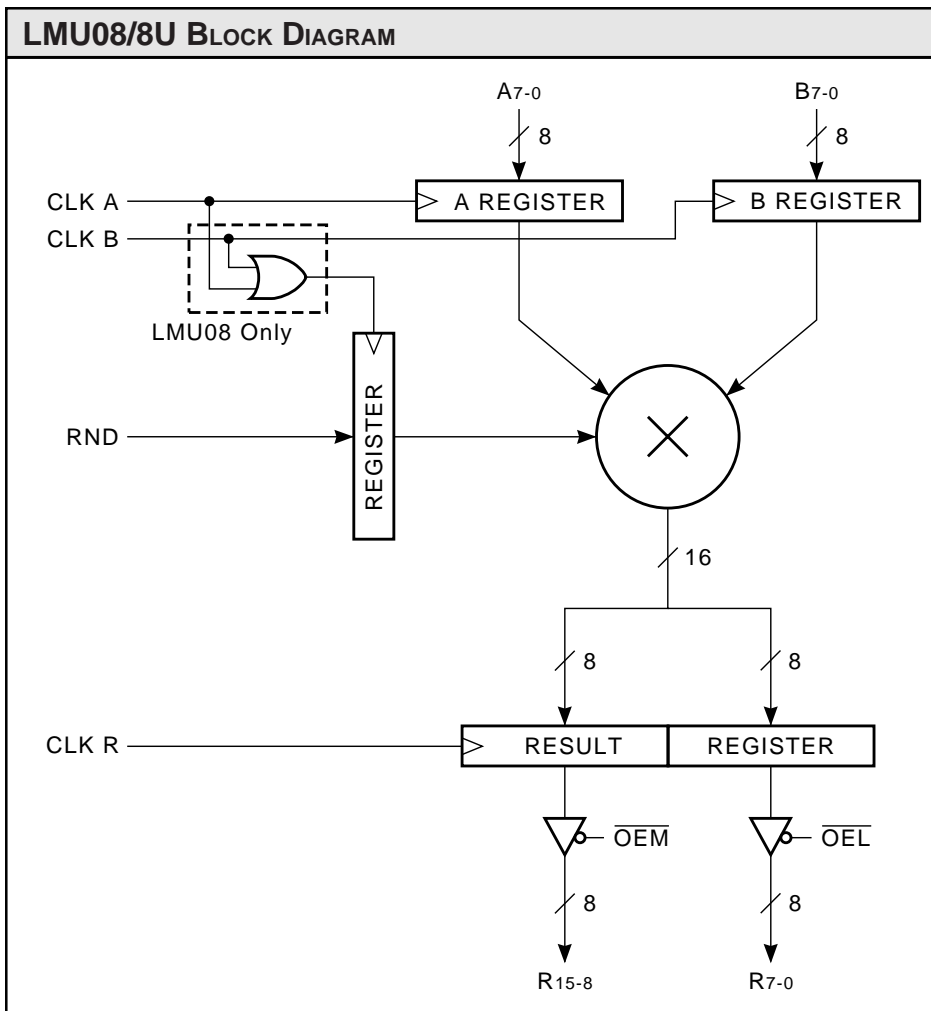 LMU08/8U BLOCK DIAGRAM
A7-0
B7-0
8
8
CLK A
A REGISTER
B REGISTER
CLK B
LMU08 Only
REGISTER
RND
16
8
8
CLK R
RESULT
REGISTER
OEM
OEL
8
8
R15-8
R7-0